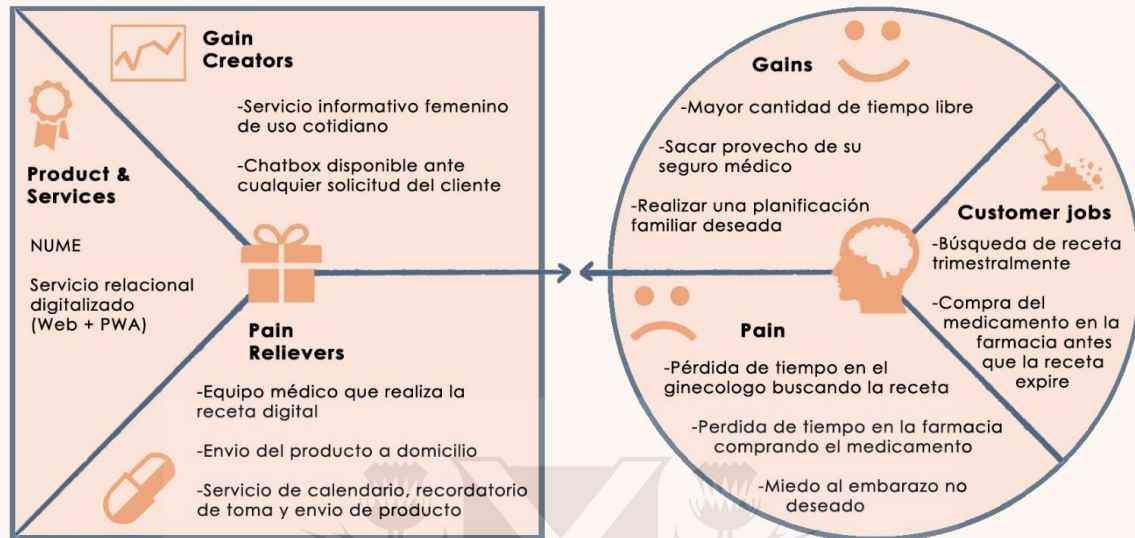 Gain
Creators
-Servicio informativo femenino
de uso cotidiano
-Chatbox disponible ante
cualquier solicitud del cliente
Product &
Services
NUME
Servicio relacional
digitalizado
(Web + PWA)
Pain
Relievers
-Equipo médico que realiza la
receta digital
-Envio del producto a domicilio
-Servicio de calendario, recordatorio
de toma y envio de producto
Gains
-Mayor cantidad de tiempo libre
-Sacar provecho de su
seguro médico
-Realizar una planificación
familiar deseada
Customer jobs
-Búsqueda de receta
trimestralmente
-Compra del
medicamento en la
farmacia antes
que la receta
expire
Pain
-Pérdida de tiempo en el
ginecologo buscando la receta
-Perdida de tiempo en la farmacia
comprando el medicamento
-Miedo al embarazo no
deseado